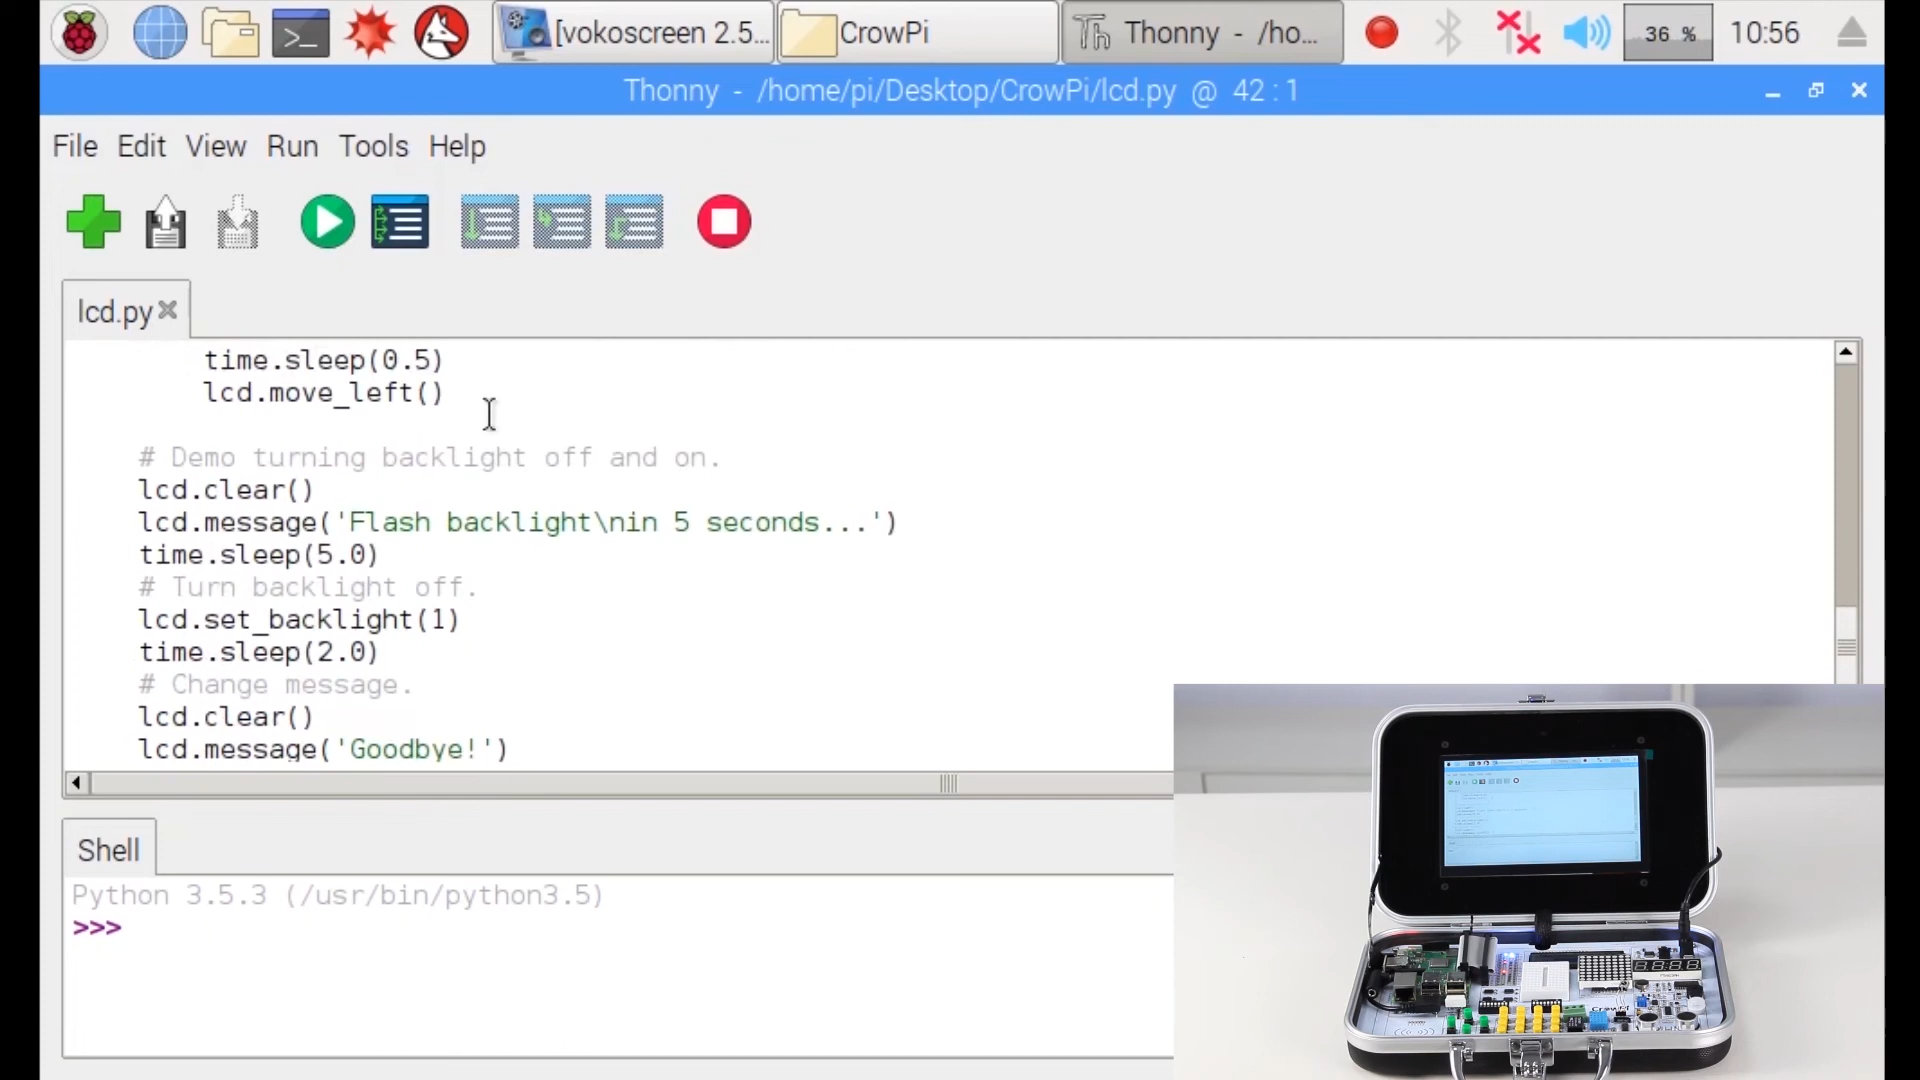 [vokoscreen 2.5...
CrowPi
Thonny - /ho...
36 %
10:56
Thonny - /home/pi/Desktop/CrowPi/lcd.py @ 42 : 1
File Edit View Run Tools Help
lcd.py
time.sleep(0.5)
lcd.move_left()
# Demo turning backlight off and on.
lcd.clear()
lcd.message('Flash backlight\nin 5 seconds...')
time.sleep(5.0)
# Turn backlight off.
lcd.set_backlight(1)
time.sleep(2.0)
# Change message.
lcd.clear()
lcd.message('Goodbye!')
Shell
Python 3.5.3 (/usr/bin/python3.5)
>>>
CrowPi